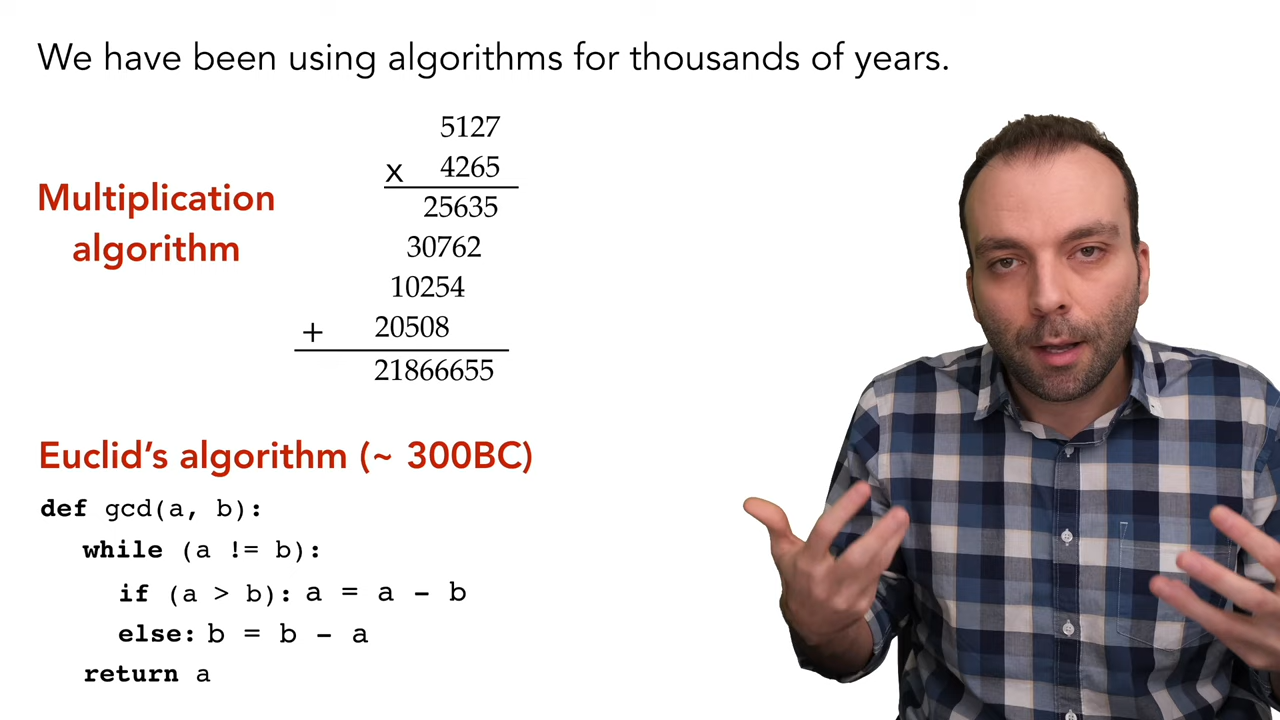 We have been using algorithms for thousands of years.
Multiplication
algorithm
5127
x 4265
25635
30762
10254
+ 20508
21866655
Euclid’s algorithm (~ 300BC)
def gcd(a, b):
while (a != b):
if (a > b): a = a - b
else: b = b - a
return a